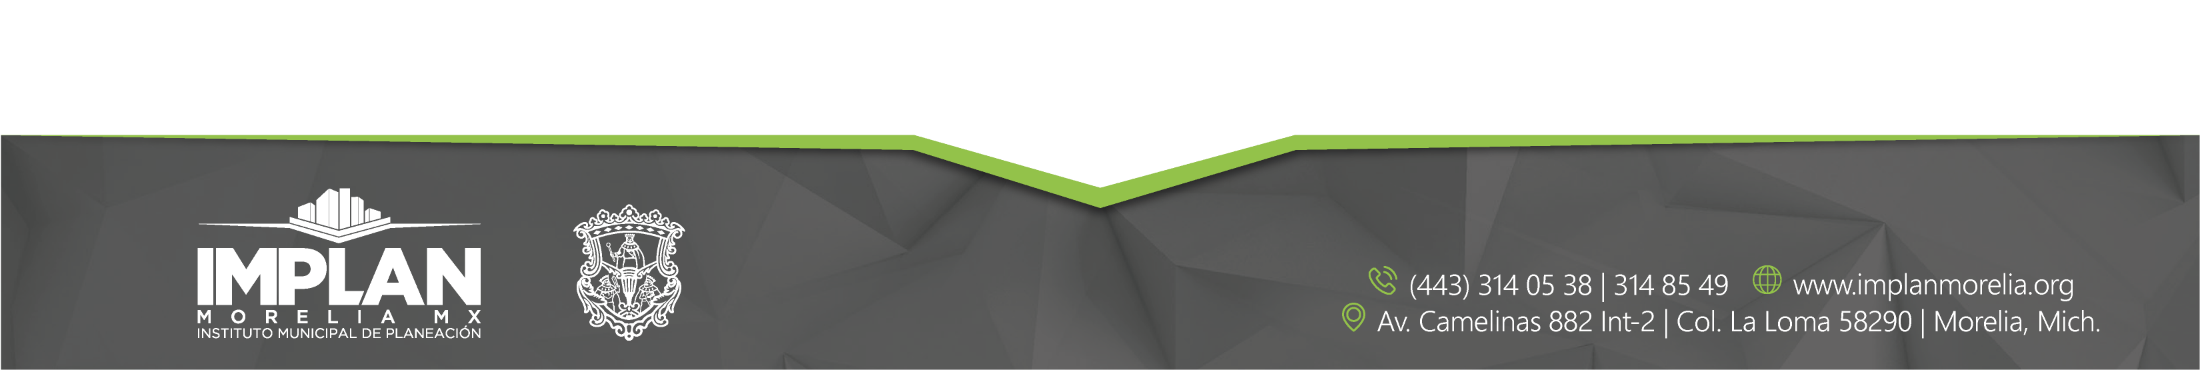 IMPLAN
MORELIA MX
INSTITUTO MUNICIPAL DE PLANEACIÓN
(443) 314 05 38 | 314 85 49 www.implanmorelia.org
Av. Camelinas 882 Int-2 | Col. La Loma 58290 | Morelia, Mich.